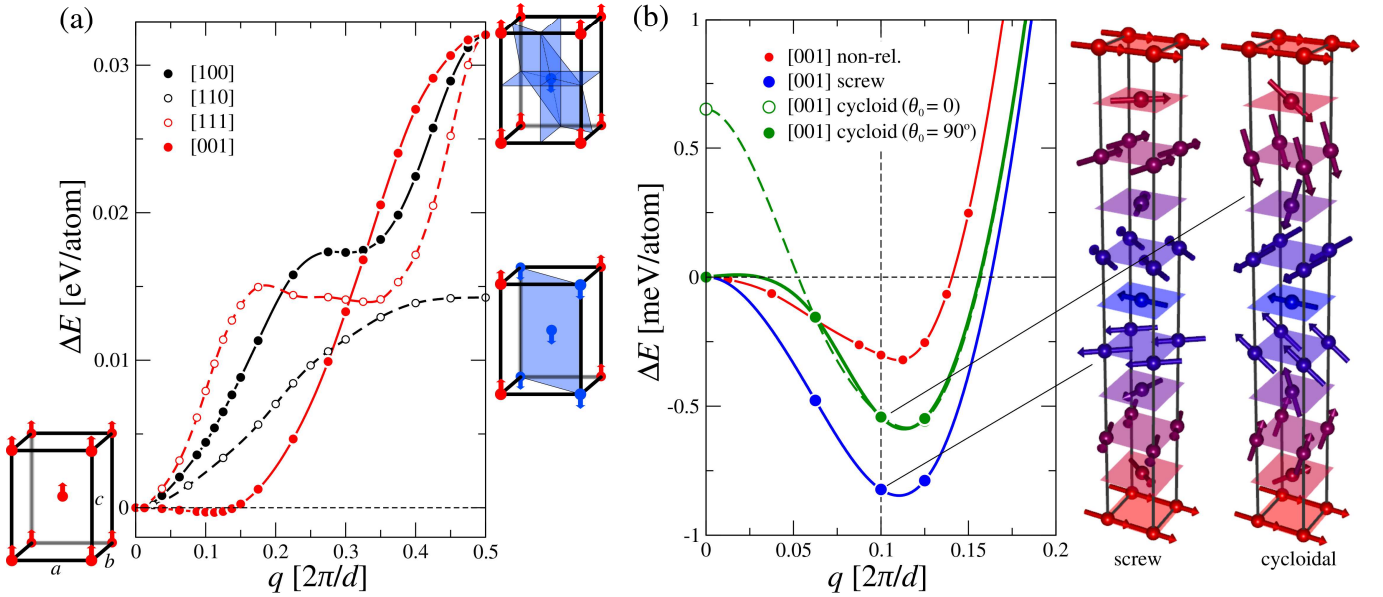 (a)
[100]
[110]
[111]
[001]
ΔE [eV/atom]
0.03
0.02
0.01
0
0 0.1 0.2 0.3 0.4 0.5
q [2π/d]
a
b
c
(b)
[001] non-rel.
[001] screw
[001] cycloid (θ₀ = 0)
[001] cycloid (θ₀ = 90°)
ΔE [meV/atom]
1
0.5
0
-0.5
-1
0 0.05 0.1 0.15 0.2
q [2π/d]
screw
cycloidal